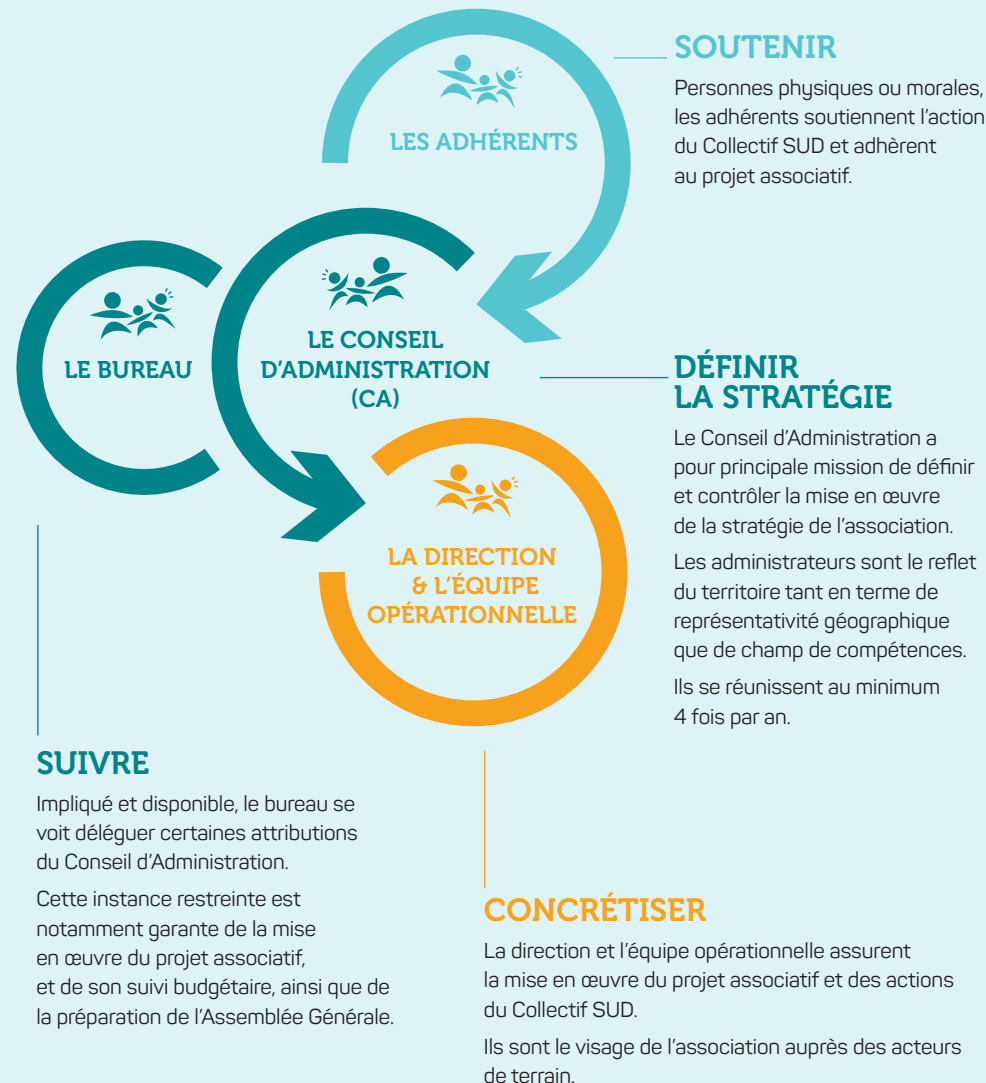 LES ADHÉRENTS
SOUTENIR
Personnes physiques ou morales,
les adhérents soutiennent l'action
du Collectif SUD et adhèrent
au projet associatif.
LE BUREAU
LE CONSEIL
D'ADMINISTRATION
(CA)
DÉFINIR
LA STRATÉGIE
Le Conseil d'Administration a
pour principale mission de définir
et contrôler la mise en œuvre
de la stratégie de l'association.
Les administrateurs sont le reflet
du territoire tant en terme de
représentativité géographique
que de champ de compétences.
Ils se réunissent au minimum
4 fois par an.
LA DIRECTION
& L'ÉQUIPE
OPÉRATIONNELLE
SUIVRE
Impliqué et disponible, le bureau se
voit déléguer certaines attributions
du Conseil d'Administration.
Cette instance restreinte est
notamment garante de la mise
en œuvre du projet associatif,
et de son suivi budgétaire, ainsi que de
la préparation de l'Assemblée Générale.
CONCRÉTISER
La direction et l'équipe opérationnelle assurent
la mise en œuvre du projet associatif et des actions
du Collectif SUD.
Ils sont le visage de l'association auprès des acteurs
de terrain.